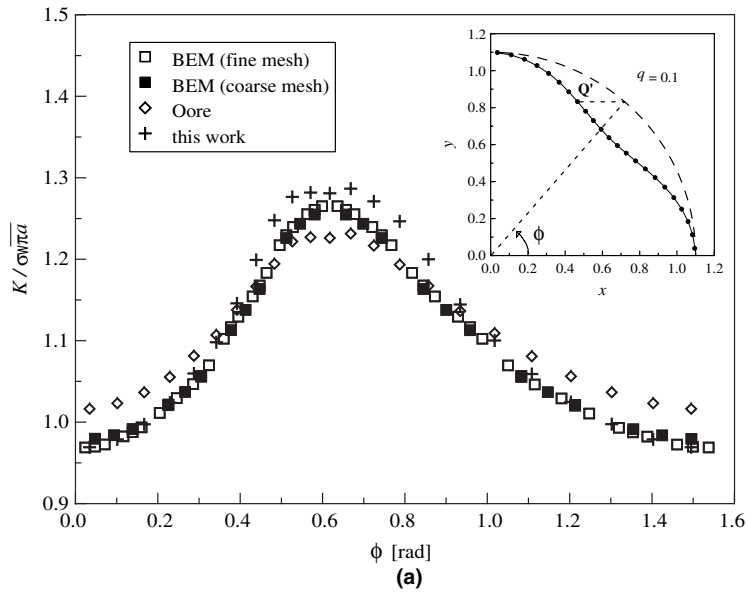 1.5
1.4
1.3
1.2
1.1
1.0
0.9
K / σ_N√πa
BEM (fine mesh)
BEM (coarse mesh)
Oore
this work
0.0 0.2 0.4 0.6 0.8 1.0 1.2 1.4 1.6
ϕ [rad]
(a)
1.2
1.0
0.8
0.6
0.4
0.2
0.0
y
q = 0.1
Q'
ϕ
0.0 0.2 0.4 0.6 0.8 1.0 1.2
x